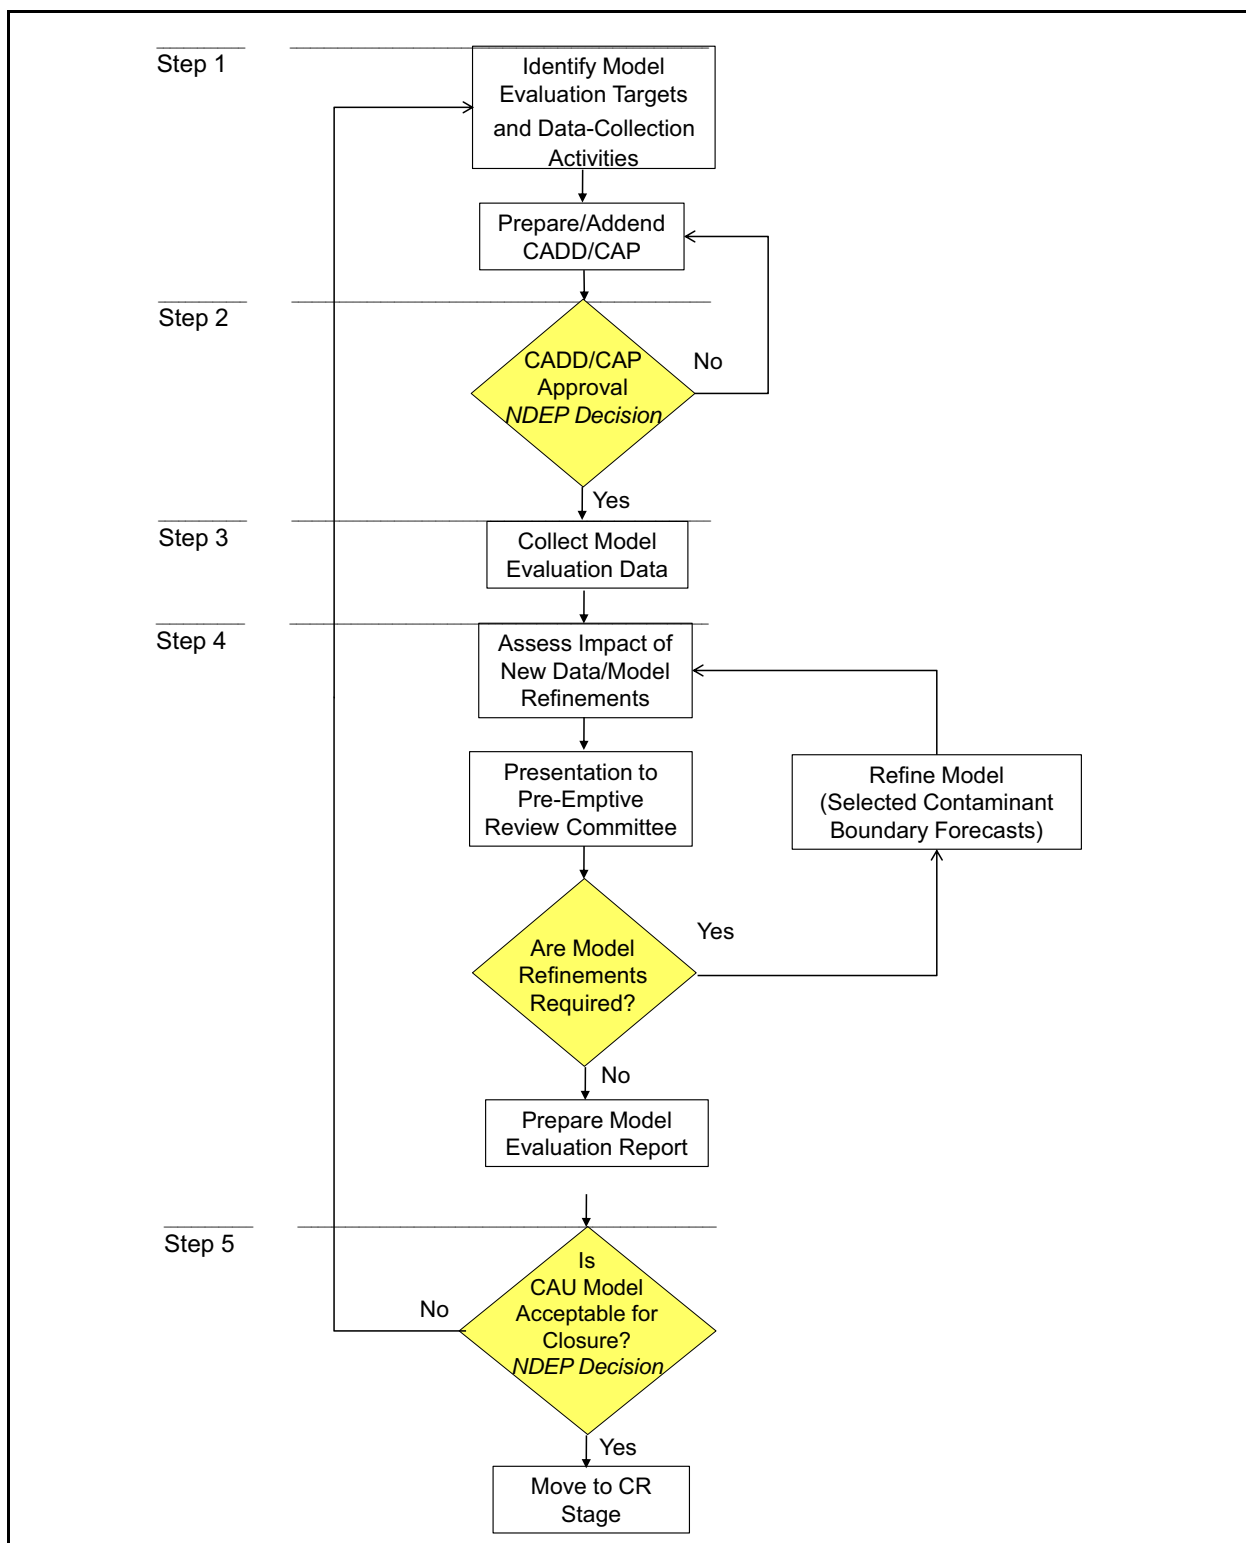 Step 1
Identify Model
Evaluation Targets
and Data-Collection
Activities
Prepare/Addend
CADD/CAP
Step 2
CADD/CAP
Approval
NDEP Decision
No
Yes
Step 3
Collect Model
Evaluation Data
Step 4
Assess Impact of
New Data/Model
Refinements
Presentation to
Pre-Emptive
Review Committee
Refine Model
(Selected Contaminant
Boundary Forecasts)
Are Model
Refinements
Required?
Yes
No
Prepare Model
Evaluation Report
Step 5
Is
CAU Model
Acceptable for
Closure?
NDEP Decision
No
Yes
Move to CR
Stage